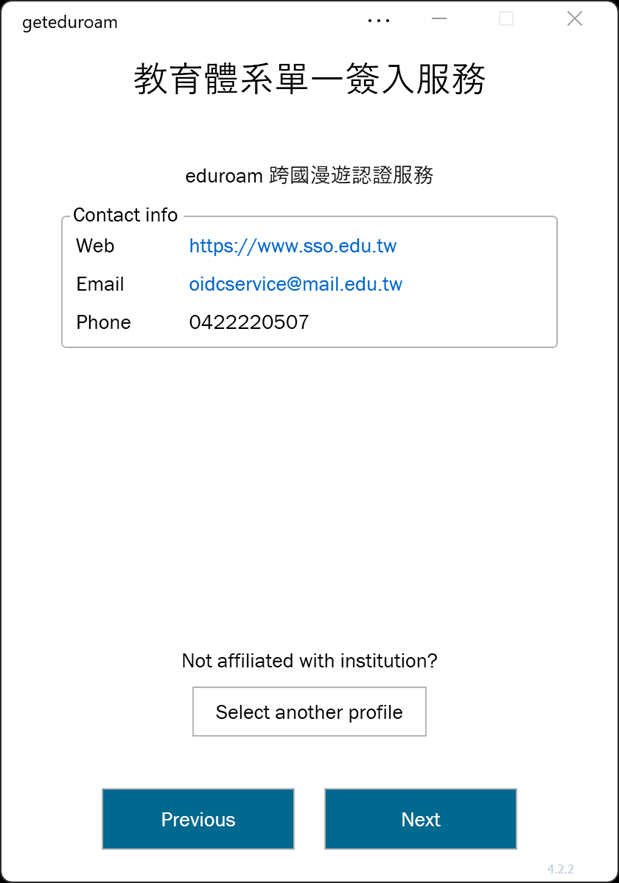 geteduroam
教育體系單一簽入服務
eduroam 跨國漫遊認證服務
Contact info
Web https://www.sso.edu.tw
Email oidcservice@mail.edu.tw
Phone 0422220507
Not affiliated with institution?
Select another profile
Previous Next
4.2.2